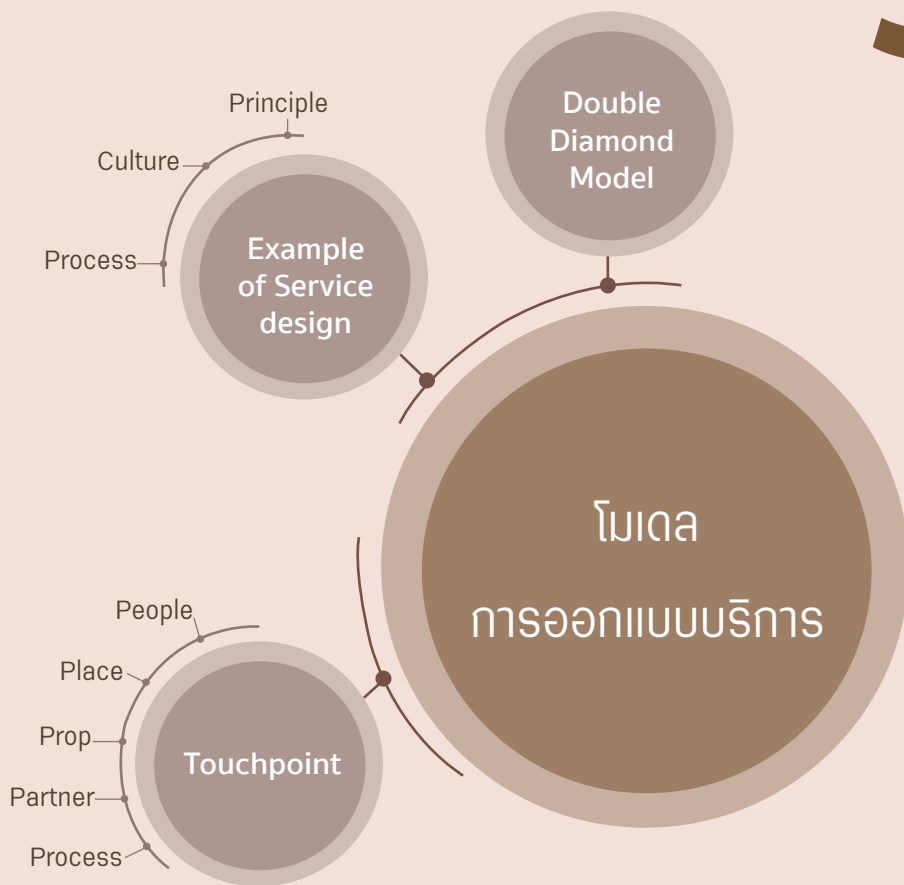 Principle
Culture
Process
Example
of Service
design
Double
Diamond
Model
โมเดล
การออกแบบบริการ
People
Place
Prop
Partner
Process
Touchpoint